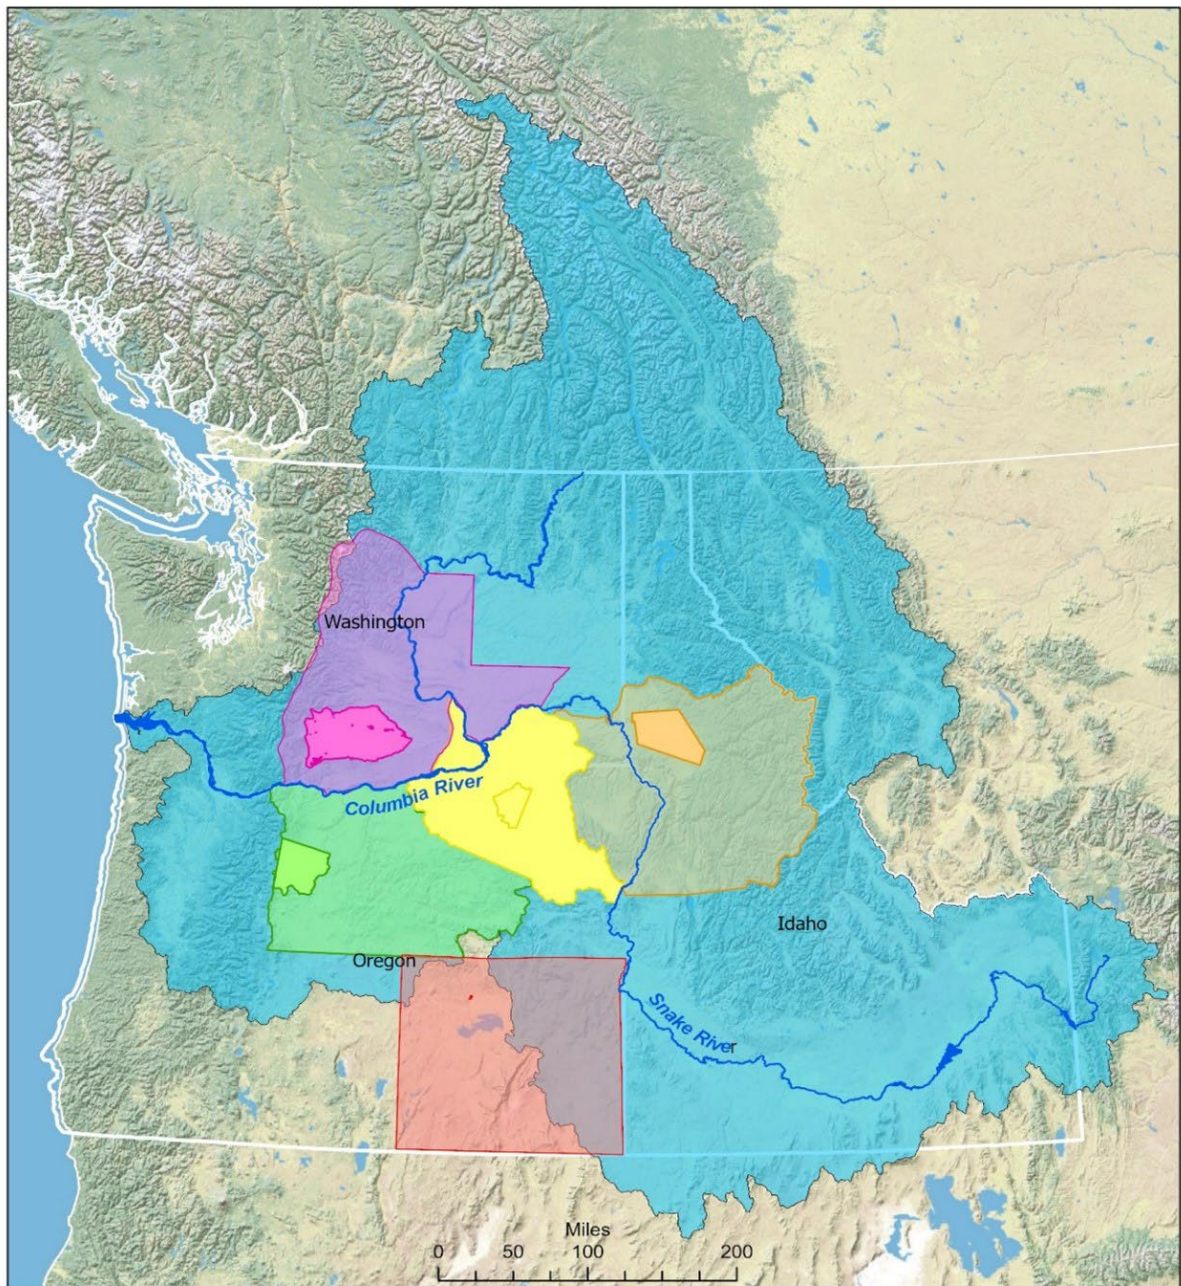 Washington
Columbia River
Idaho
Oregon
Snake River
Miles
0 50 100 200